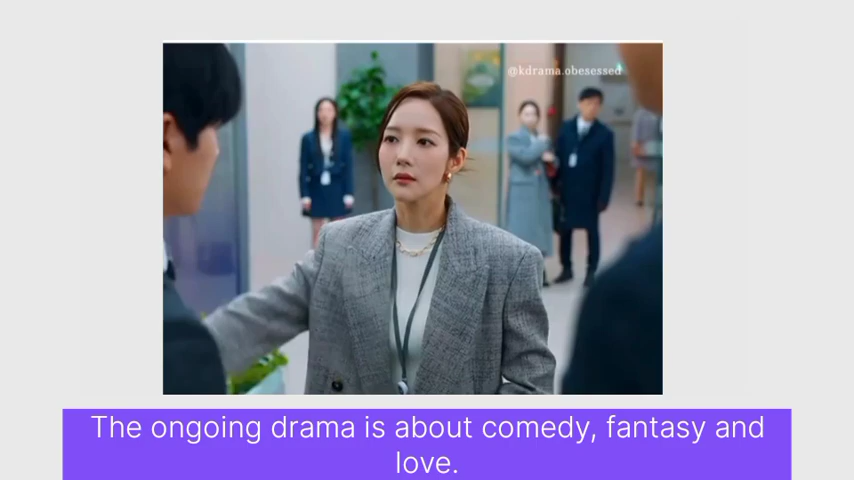 @kdrama.obesessed
The ongoing drama is about comedy, fantasy and
love.